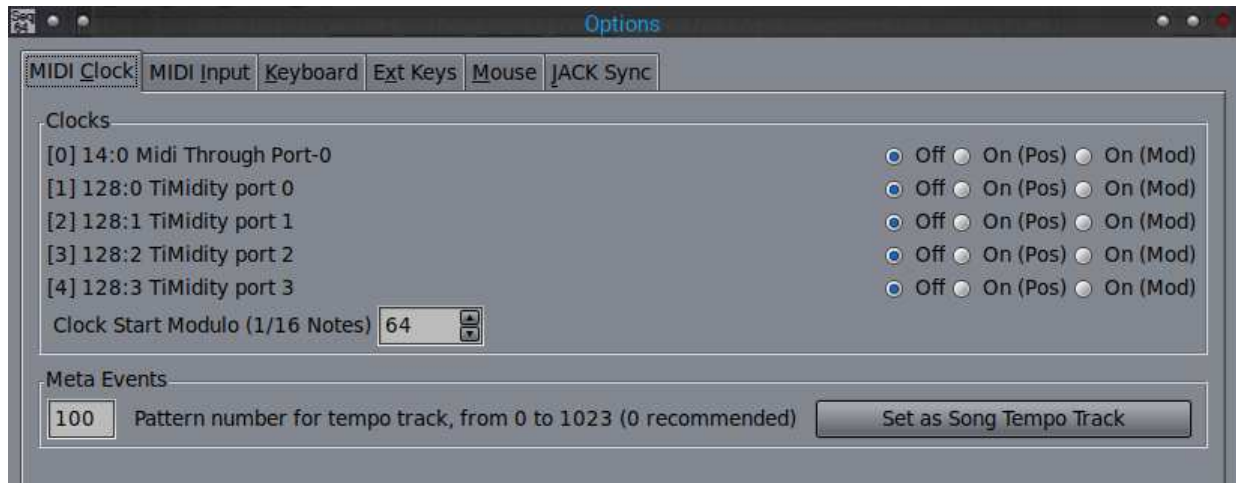 Seq 64
Options
MIDI Clock MIDI Input Keyboard Ext Keys Mouse JACK Sync
Clocks
[0] 14:0 Midi Through Port-0 Off On (Pos) On (Mod)
[1] 128:0 TiMidity port 0 Off On (Pos) On (Mod)
[2] 128:1 TiMidity port 1 Off On (Pos) On (Mod)
[3] 128:2 TiMidity port 2 Off On (Pos) On (Mod)
[4] 128:3 TiMidity port 3 Off On (Pos) On (Mod)
Clock Start Modulo (1/16 Notes) 64
Meta Events
100 Pattern number for tempo track, from 0 to 1023 (0 recommended) Set as Song Tempo Track